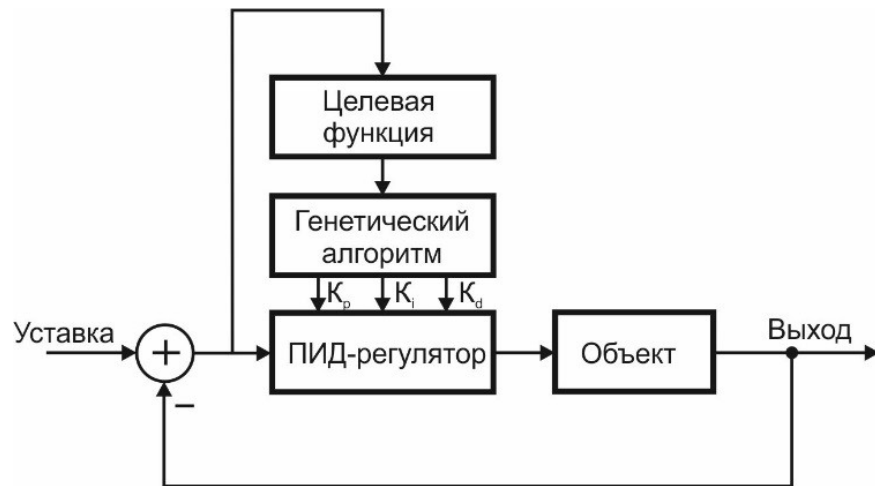 Целевая
функция
Генетический
алгоритм
Kp Ki Kd
Уставка
+
ПИД-регулятор
Объект
Выход
−